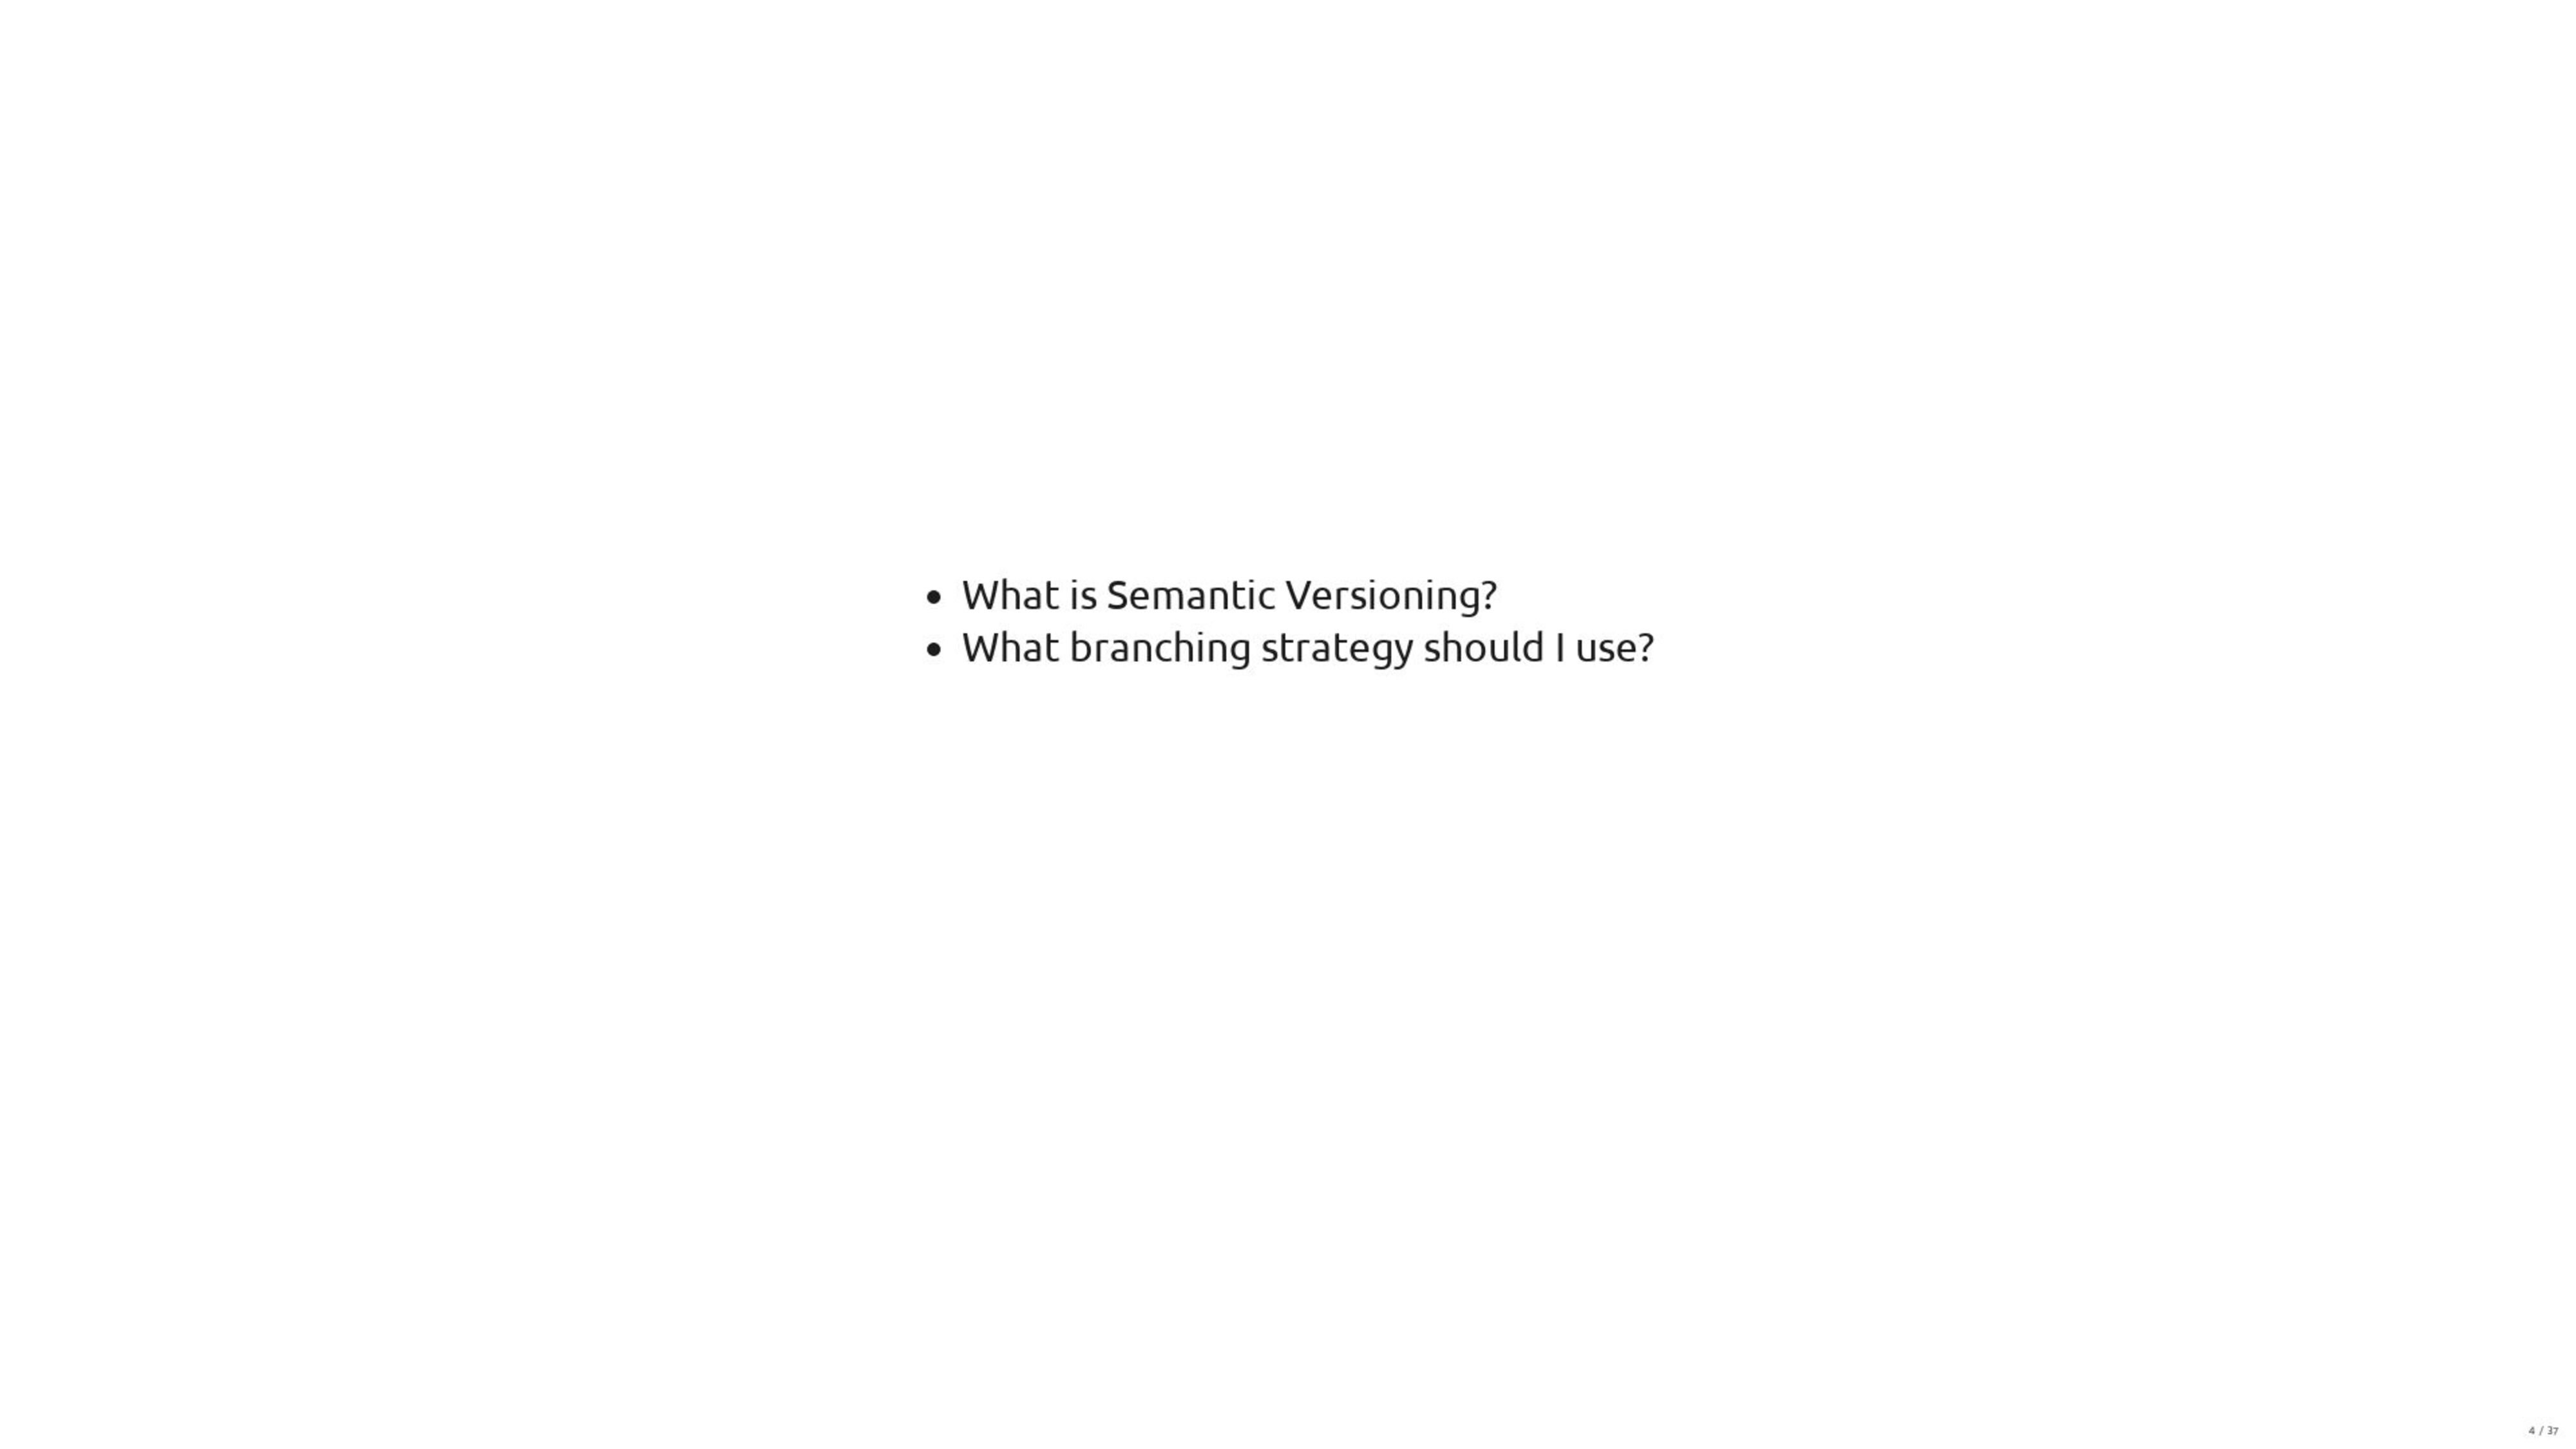 • What is Semantic Versioning?
• What branching strategy should I use?
4 / 37